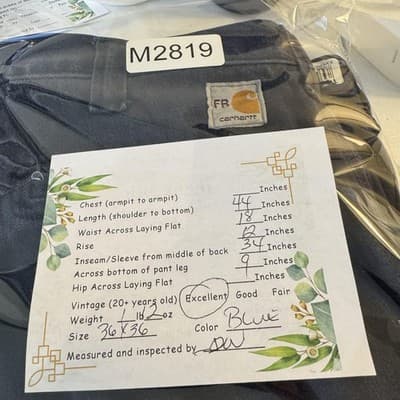 M2819
FR
carhartt
Chest (armpit to armpit) Inches
Length (shoulder to bottom) 44 Inches
Waist Across Laying Flat 18 Inches
Rise 12 Inches
Inseam/Sleeve from middle of back 34 Inches
Across bottom of pant leg 9 Inches
Hip Across Laying Flat Inches
Vintage (20+ years old) Excellent Good Fair
Weight 1 lb 2 oz
Size 36x36 Color BLUE
Measured and inspected by